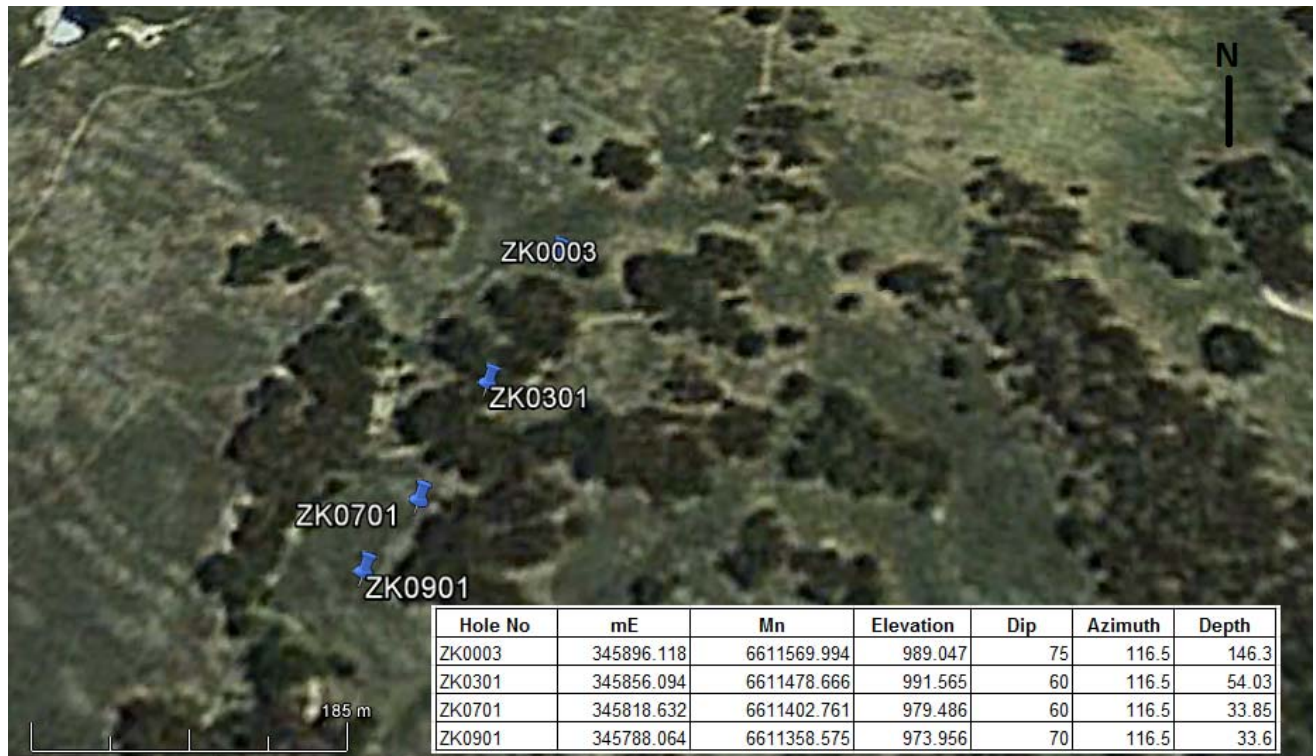 N
ZK0003
ZK0301
ZK0701
ZK0901
185 m
Hole No mE Mn Elevation Dip Azimuth Depth
ZK0003 345896.118 6611569.994 989.047 75 116.5 146.3
ZK0301 345856.094 6611478.666 991.565 60 116.5 54.03
ZK0701 345818.632 6611402.761 979.486 60 116.5 33.85
ZK0901 345788.064 6611358.575 973.956 70 116.5 33.6